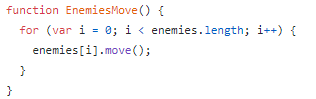 function EnemiesMove() {
  for (var i = 0; i < enemies.length; i++) {
    enemies[i].move();
  }
}